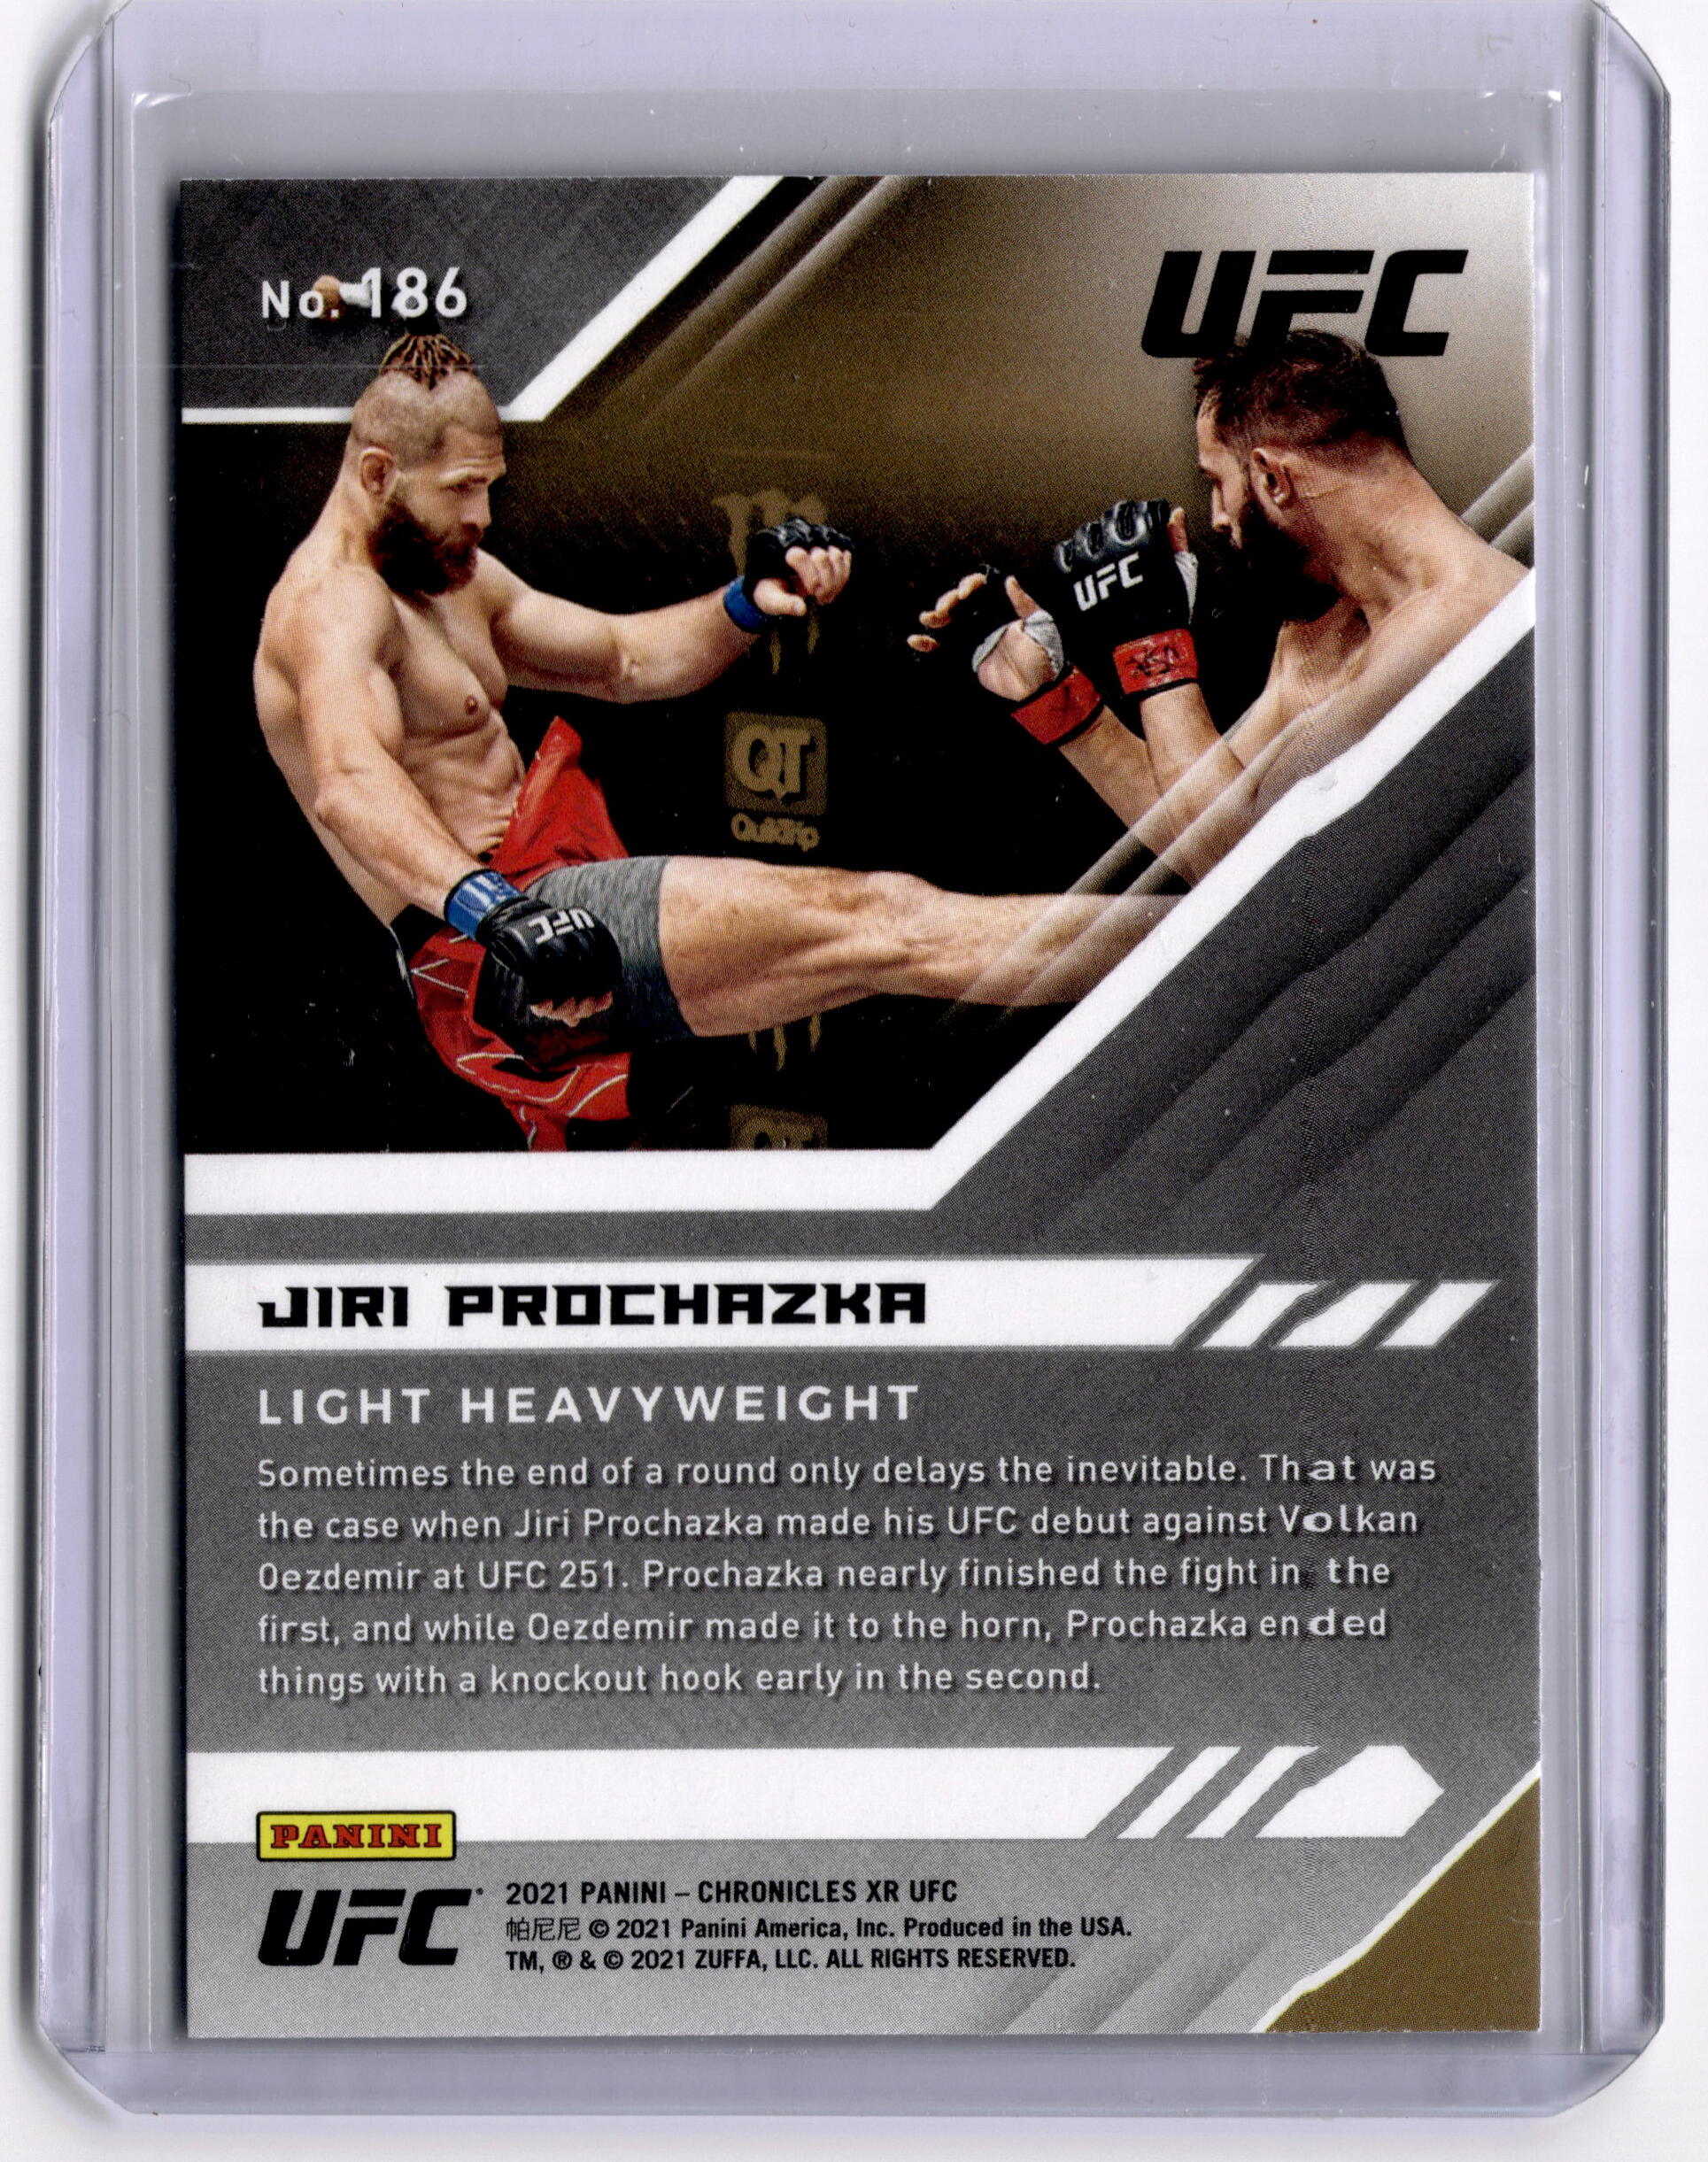 No. 186
UFC
UFC
QT
QuikTrip
UFC
QT
JIRI PROCHAZKA
LIGHT HEAVYWEIGHT
Sometimes the end of a round only delays the inevitable. That was
the case when Jiri Prochazka made his UFC debut against Volkan
Oezdemir at UFC 251. Prochazka nearly finished the fight in the
first, and while Oezdemir made it to the horn, Prochazka ended
things with a knockout hook early in the second.
PANINI
UFC
2021 PANINI – CHRONICLES XR UFC
帕尼尼 © 2021 Panini America, Inc. Produced in the USA.
TM, ® & © 2021 ZUFFA, LLC. ALL RIGHTS RESERVED.